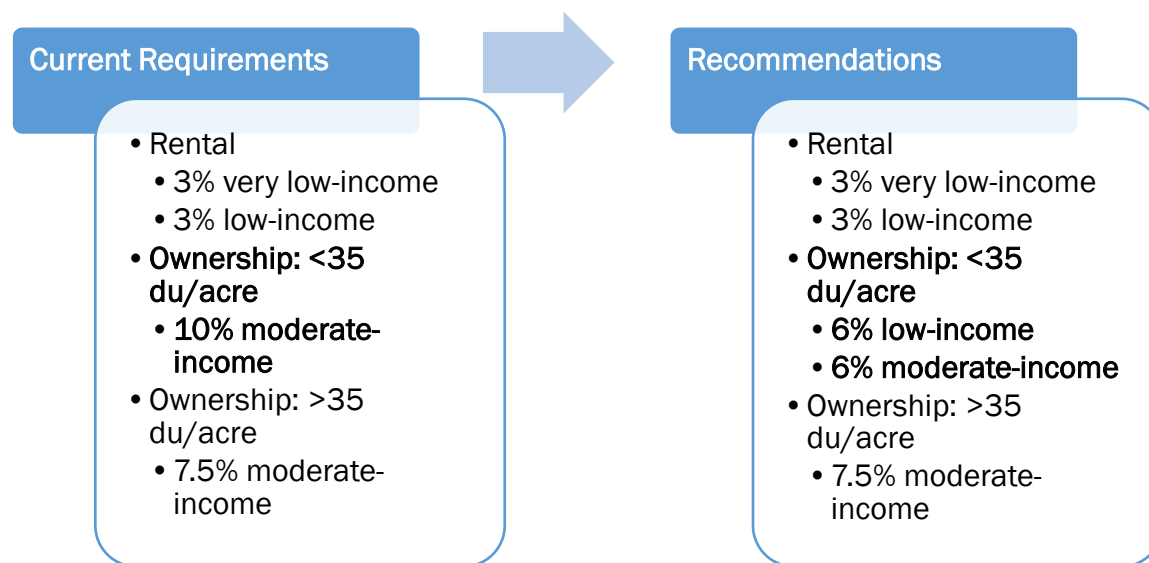 Current Requirements
• Rental
• 3% very low-income
• 3% low-income
• Ownership: <35
du/acre
• 10% moderate-
income
• Ownership: >35
du/acre
• 7.5% moderate-
income
Recommendations
• Rental
• 3% very low-income
• 3% low-income
• Ownership: <35
du/acre
• 6% low-income
• 6% moderate-income
• Ownership: >35
du/acre
• 7.5% moderate-
income